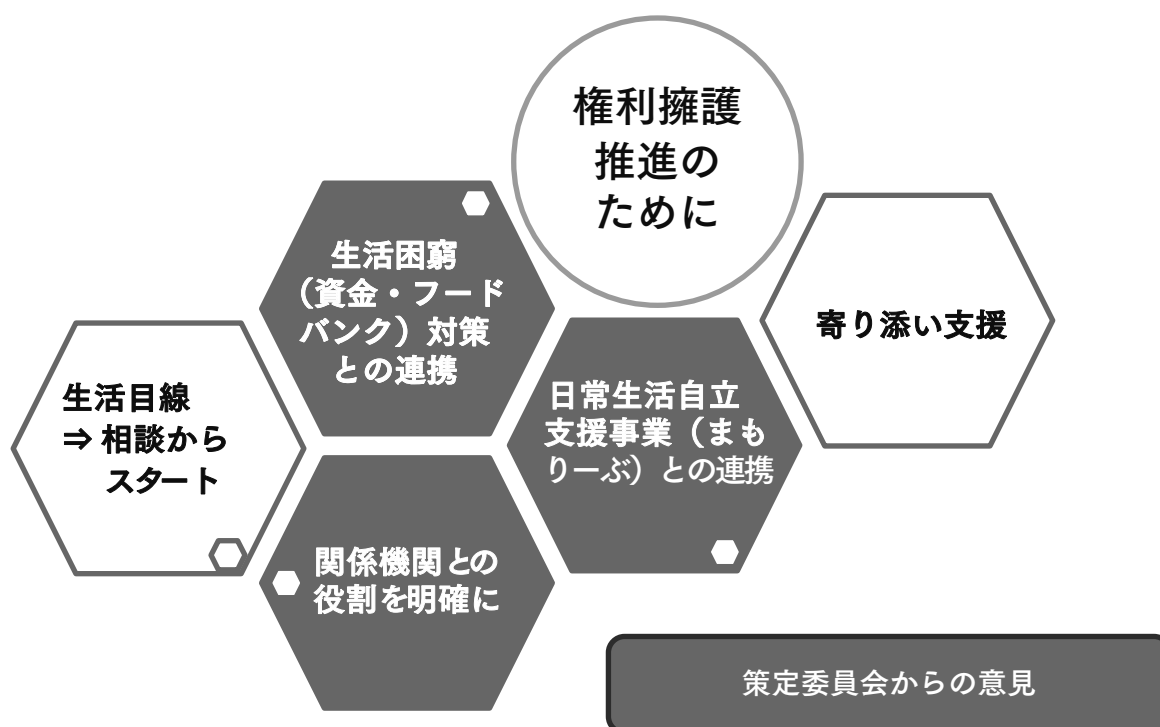 権利擁護
推進の
ために
生活困窮
（資金・フード
バンク）対策
との連携
寄り添い支援
生活目線
⇒ 相談から
スタート
日常生活自立
支援事業（まも
りーぶ）との連携
関係機関との
役割を明確に
策定委員会からの意見